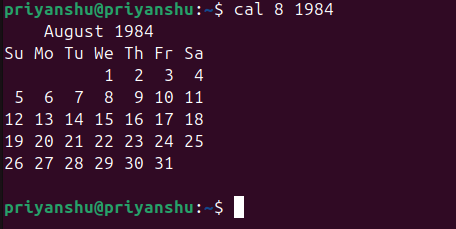 priyanshu@priyanshu:~$ cal 8 1984
    August 1984
Su Mo Tu We Th Fr Sa
          1  2  3  4
 5  6  7  8  9 10 11
12 13 14 15 16 17 18
19 20 21 22 23 24 25
26 27 28 29 30 31
priyanshu@priyanshu:~$